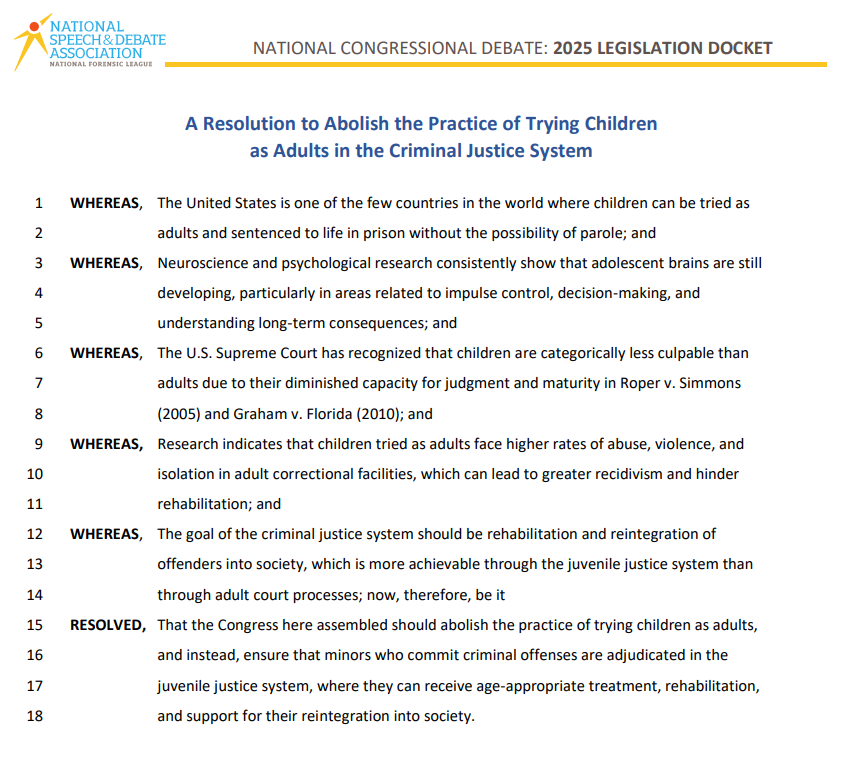 NATIONAL
SPEECH & DEBATE
ASSOCIATION
NATIONAL FORENSIC LEAGUE
NATIONAL CONGRESSIONAL DEBATE: 2025 LEGISLATION DOCKET
A Resolution to Abolish the Practice of Trying Children
as Adults in the Criminal Justice System
1 WHEREAS, The United States is one of the few countries in the world where children can be tried as
2 adults and sentenced to life in prison without the possibility of parole; and
3 WHEREAS, Neuroscience and psychological research consistently show that adolescent brains are still
4 developing, particularly in areas related to impulse control, decision-making, and
5 understanding long-term consequences; and
6 WHEREAS, The U.S. Supreme Court has recognized that children are categorically less culpable than
7 adults due to their diminished capacity for judgment and maturity in Roper v. Simmons
8 (2005) and Graham v. Florida (2010); and
9 WHEREAS, Research indicates that children tried as adults face higher rates of abuse, violence, and
10 isolation in adult correctional facilities, which can lead to greater recidivism and hinder
11 rehabilitation; and
12 WHEREAS, The goal of the criminal justice system should be rehabilitation and reintegration of
13 offenders into society, which is more achievable through the juvenile justice system than
14 through adult court processes; now, therefore, be it
15 RESOLVED, That the Congress here assembled should abolish the practice of trying children as adults,
16 and instead, ensure that minors who commit criminal offenses are adjudicated in the
17 juvenile justice system, where they can receive age-appropriate treatment, rehabilitation,
18 and support for their reintegration into society.